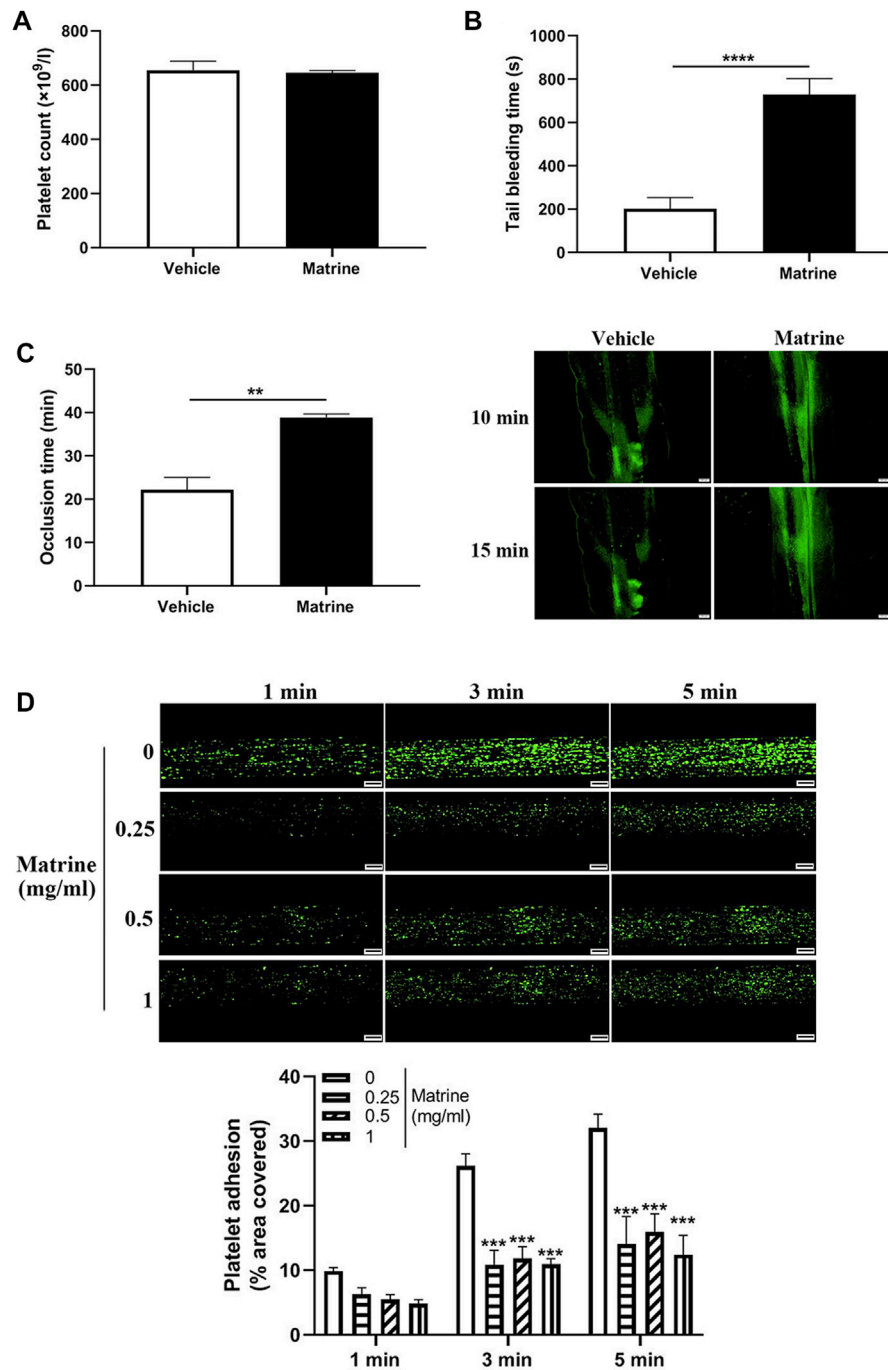 A
Platelet count (×10⁹/l)
800
600
400
200
0
Vehicle
Matrine
B
Tail bleeding time (s)
1000
800
600
400
200
0
****
Vehicle
Matrine
C
Occlusion time (min)
50
40
30
20
10
0
**
Vehicle
Matrine
Vehicle
Matrine
10 min
15 min
D
1 min
3 min
5 min
Matrine
(mg/ml)
0
0.25
0.5
1
Platelet adhesion
(% area covered)
40
30
20
10
0
0
0.25
0.5
1
Matrine
(mg/ml)
*** *** ***
*** *** ***
1 min
3 min
5 min